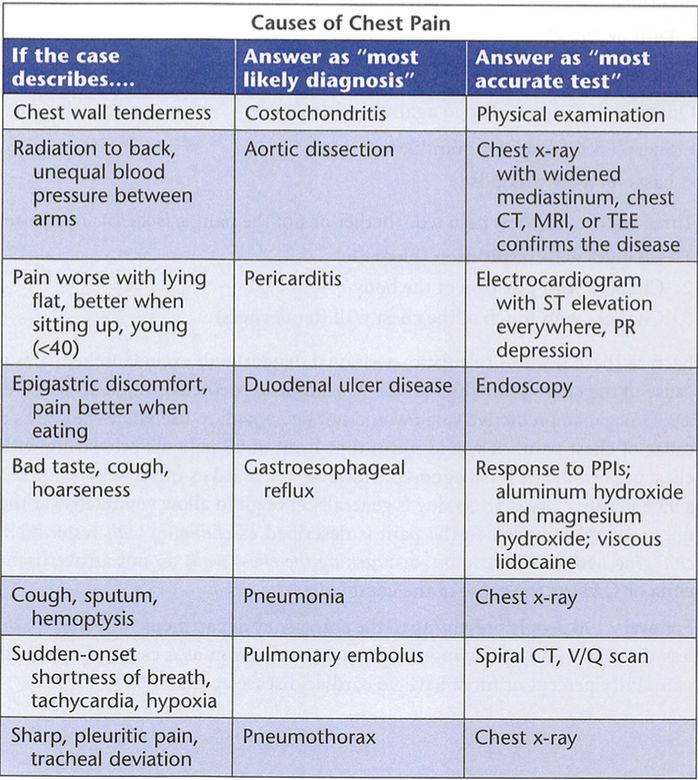 Causes of Chest Pain
If the case describes....
Answer as "most likely diagnosis"
Answer as "most accurate test"
Chest wall tenderness
Costochondritis
Physical examination
Radiation to back, unequal blood pressure between arms
Aortic dissection
Chest x-ray with widened mediastinum, chest CT, MRI, or TEE confirms the disease
Pain worse with lying flat, better when sitting up, young (<40)
Pericarditis
Electrocardiogram with ST elevation everywhere, PR depression
Epigastric discomfort, pain better when eating
Duodenal ulcer disease
Endoscopy
Bad taste, cough, hoarseness
Gastroesophageal reflux
Response to PPIs; aluminum hydroxide and magnesium hydroxide; viscous lidocaine
Cough, sputum, hemoptysis
Pneumonia
Chest x-ray
Sudden-onset shortness of breath, tachycardia, hypoxia
Pulmonary embolus
Spiral CT, V/Q scan
Sharp, pleuritic pain, tracheal deviation
Pneumothorax
Chest x-ray